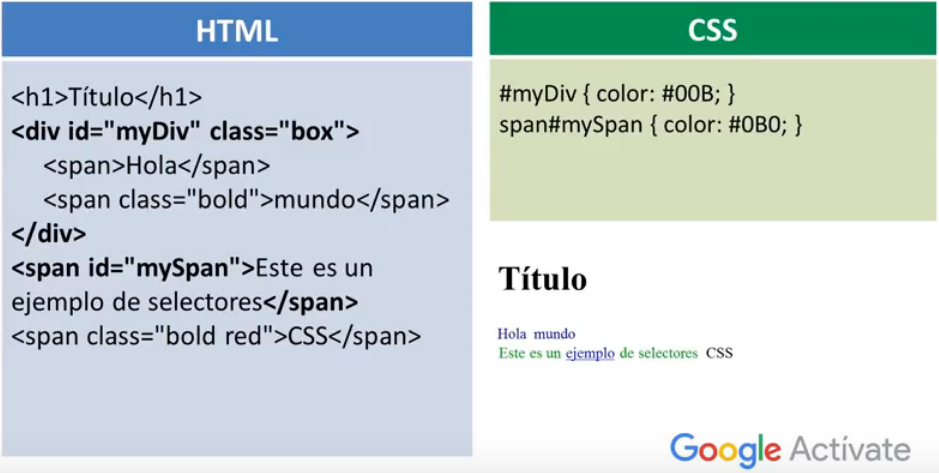 HTML
<h1>Título</h1>
<div id="myDiv" class="box">
<span>Hola</span>
<span class="bold">mundo</span>
</div>
<span id="mySpan">Este es un
ejemplo de selectores</span>
<span class="bold red">CSS</span>
CSS
#myDiv { color: #00B; }
span#mySpan { color: #0B0; }
Título
Hola mundo
Este es un ejemplo de selectores CSS
Google Actívate